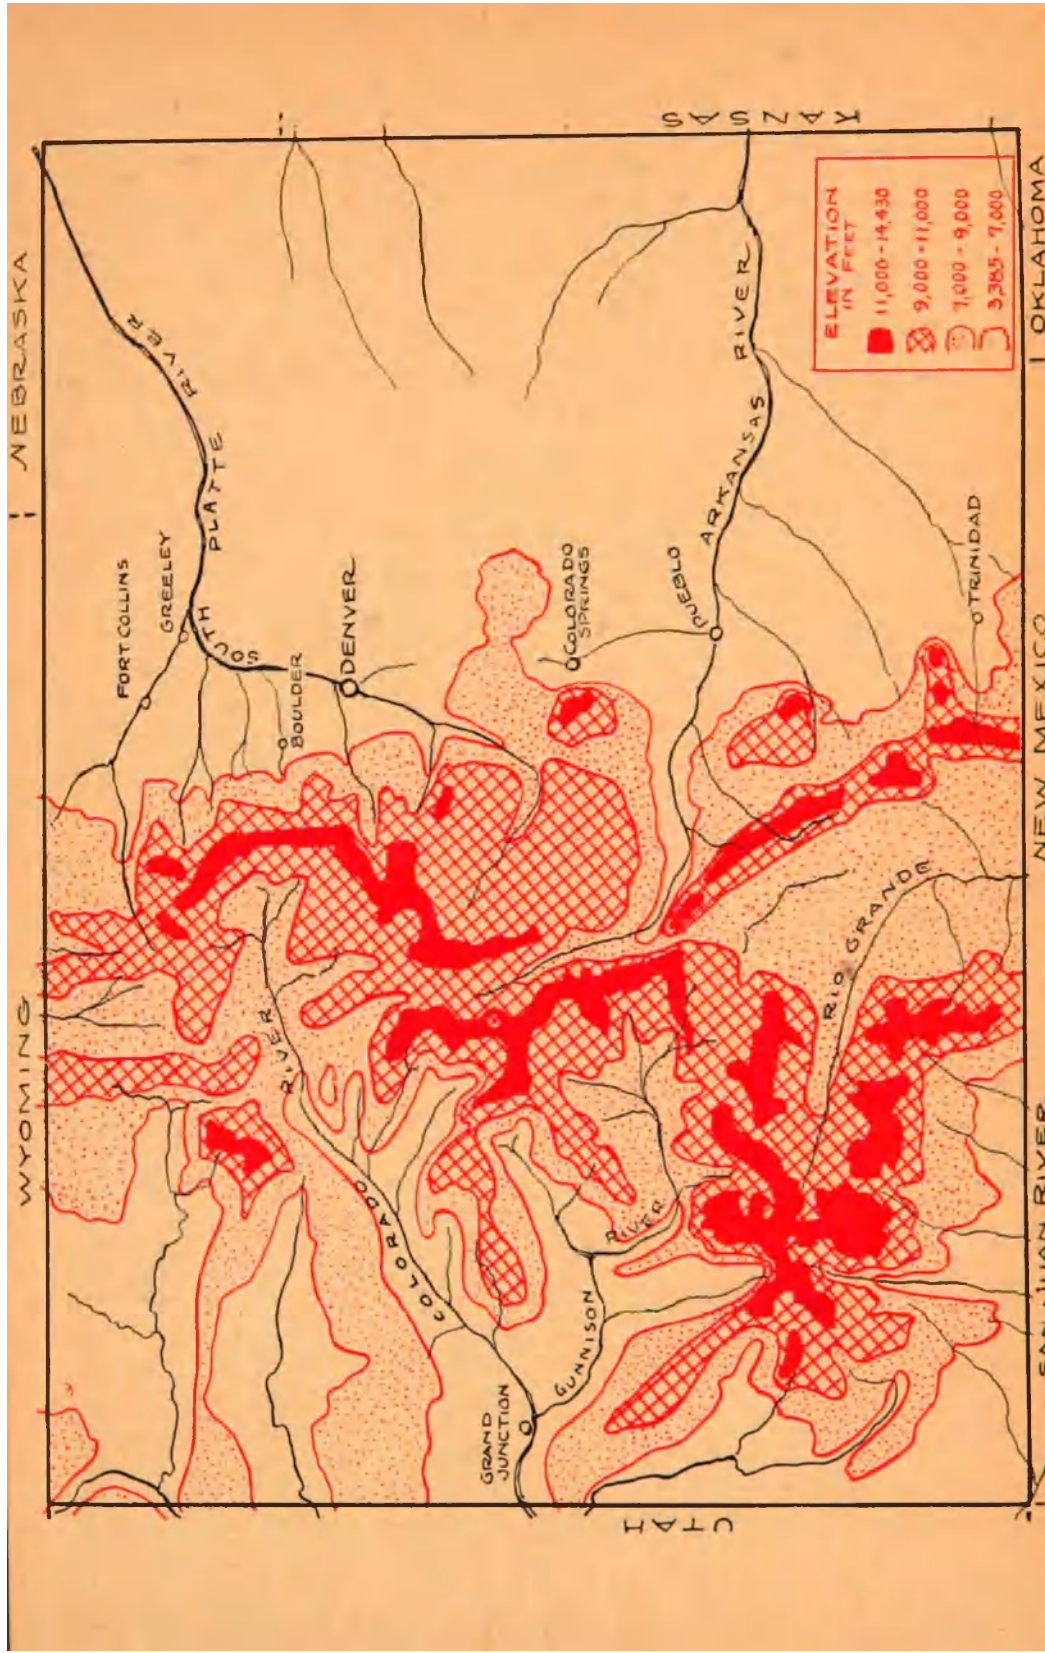 WYOMING
NEBRASKA
FORT COLLINS
GREELEY
SOUTH PLATTE RIVER
BOULDER
DENVER
COLORADO RIVER
COLORADO
SPRINGS
PUEBLO
ARKANSAS RIVER
KANSAS
UTAH
GRAND
JUNCTION
GUNNISON RIVER
RIO GRANDE
TRINIDAD
ELEVATION
IN FEET
11,000 - 14,430
9,000 - 11,000
7,000 - 9,000
3,385 - 7,000
SAN JUAN RIVER
NEW MEXICO
OKLAHOMA